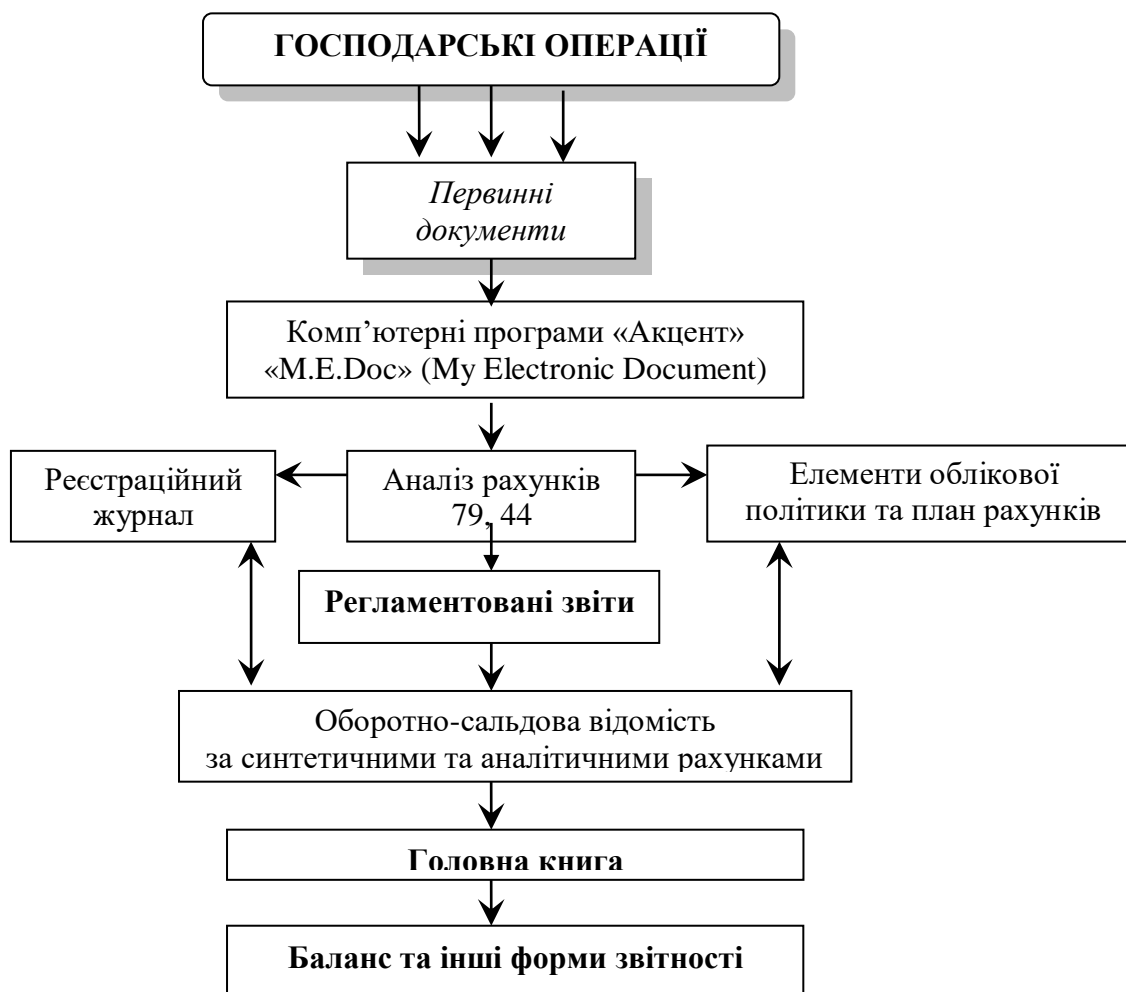 ГОСПОДАРСЬКІ ОПЕРАЦІЇ
Первинні
документи
Комп’ютерні програми «Акцент»
«M.E.Doc» (My Electronic Document)
Реєстраційний
журнал
Аналіз рахунків
79, 44
Елементи облікової
політики та план рахунків
Регламентовані звіти
Оборотно-сальдова відомість
за синтетичними та аналітичними рахунками
Головна книга
Баланс та інші форми звітності